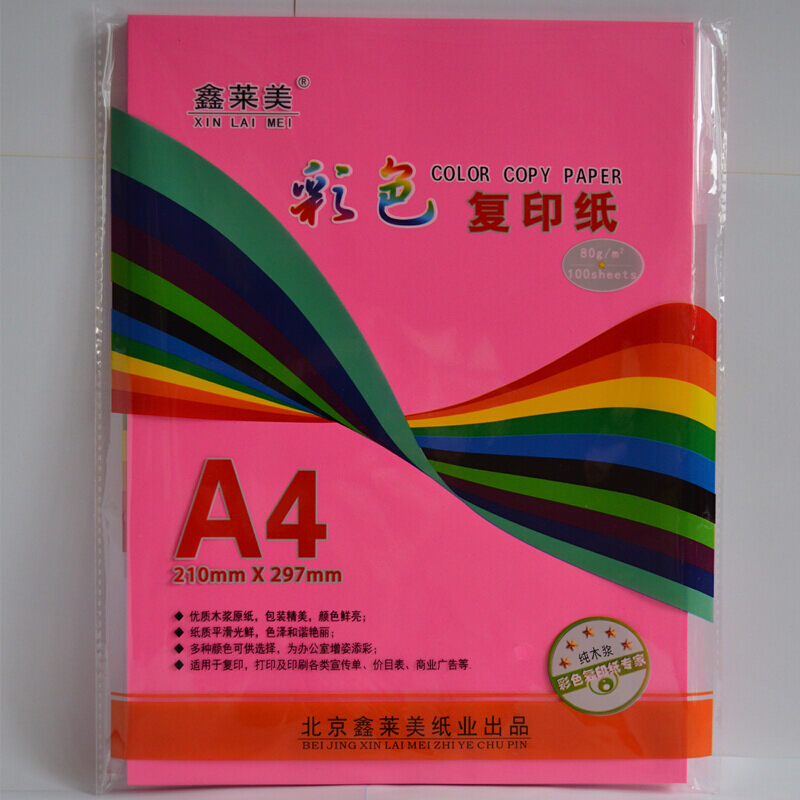 鑫莱美®
XIN LAI MEI
COLOR COPY PAPER
彩色 复印纸
80g/m²
100sheets
A4
210mm X 297mm
◆ 优质木浆原纸，包装精美，颜色鲜亮；
◆ 纸质平滑光鲜，色泽和谐艳丽；
◆ 多种颜色可供选择，为办公室增姿添彩；
◆ 适用于复印，打印及印刷各类宣传单、价目表、商业广告等.
纯木浆
彩色复印纸专家
北京鑫莱美纸业出品
BEI JING XIN LAI MEI ZHI YE CHU PIN